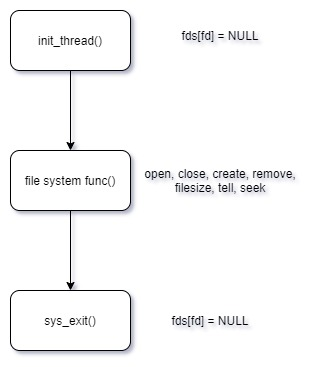 init_thread()
fds[fd] = NULL
file system func()
open, close, create, remove,
filesize, tell, seek
sys_exit()
fds[fd] = NULL